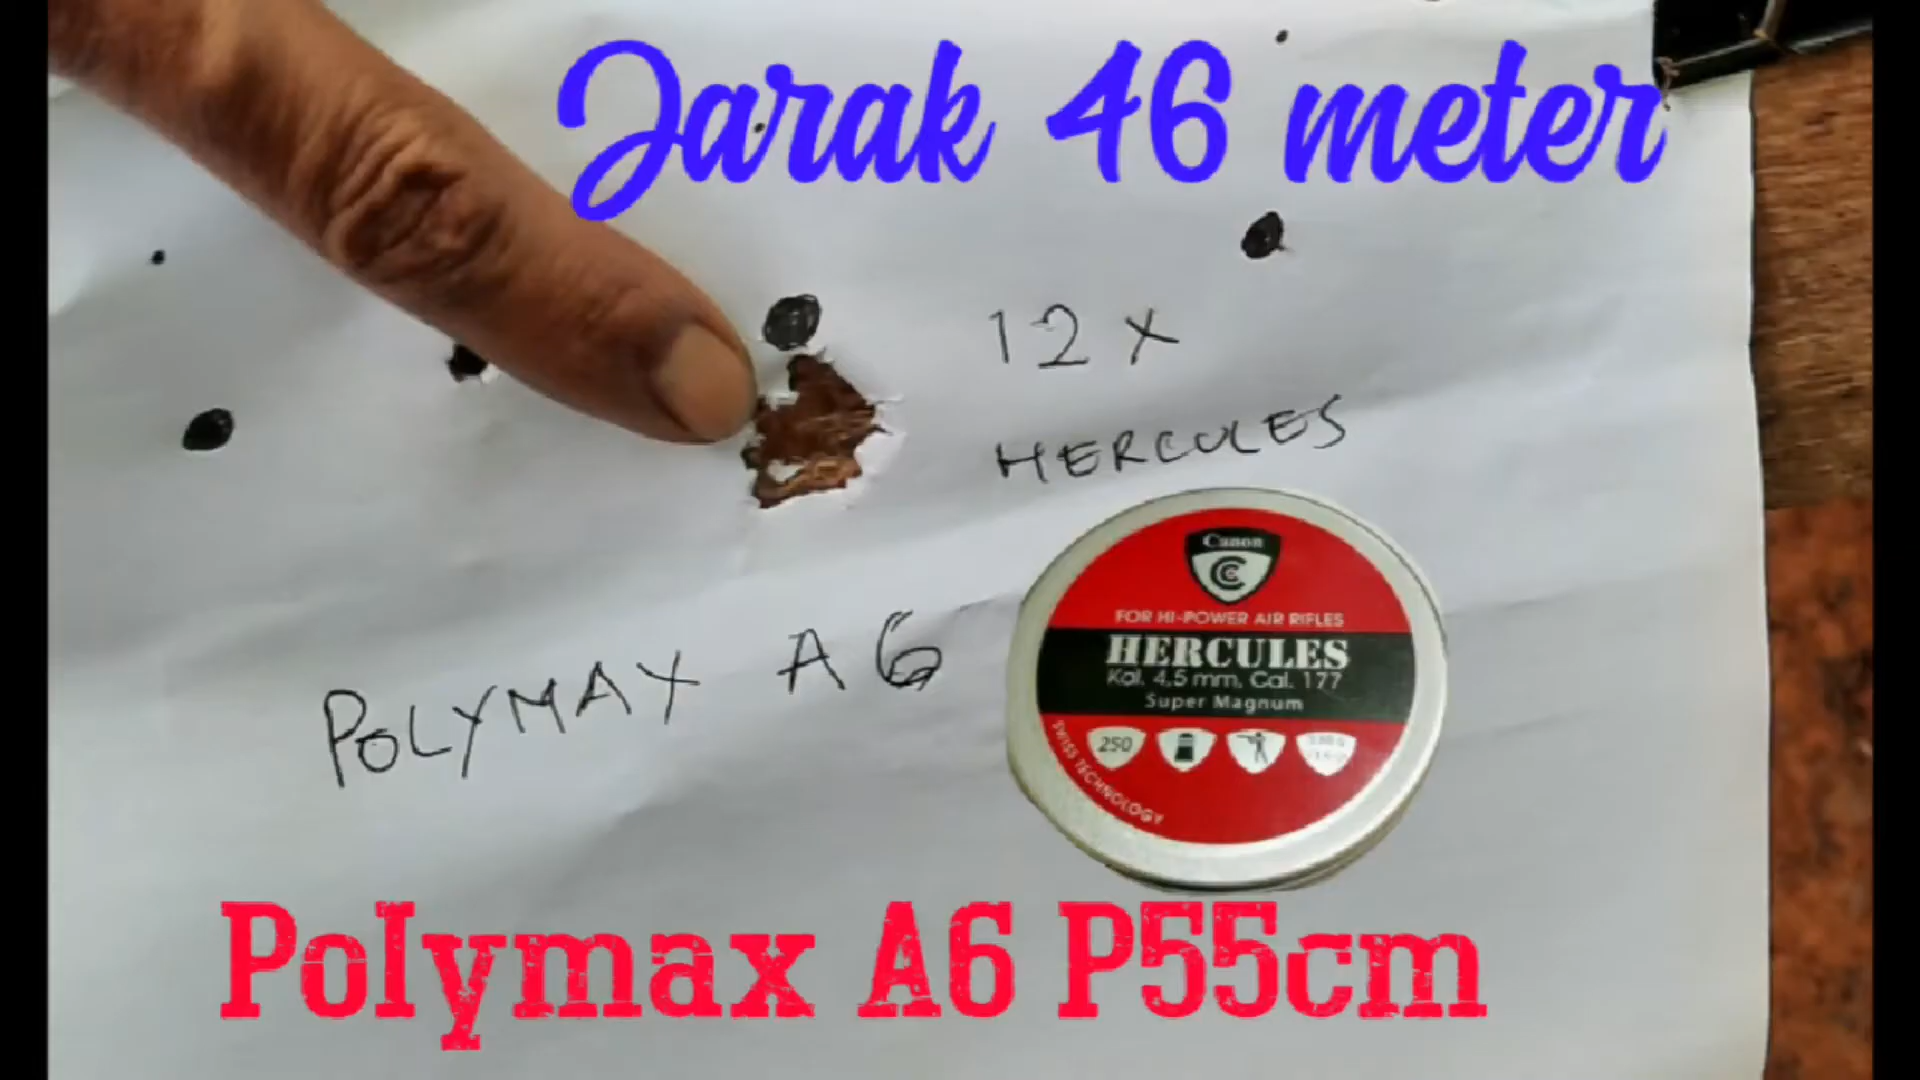 Jarak 46 meter
12 x
HERCULES
Canon
FOR HI-POWER AIR RIFLES
HERCULES
Kal. 4,5 mm, Cal. 177
Super Magnum
250
SWISS TECHNOLOGY
POLYMAX A6
Polymax A6 P55cm